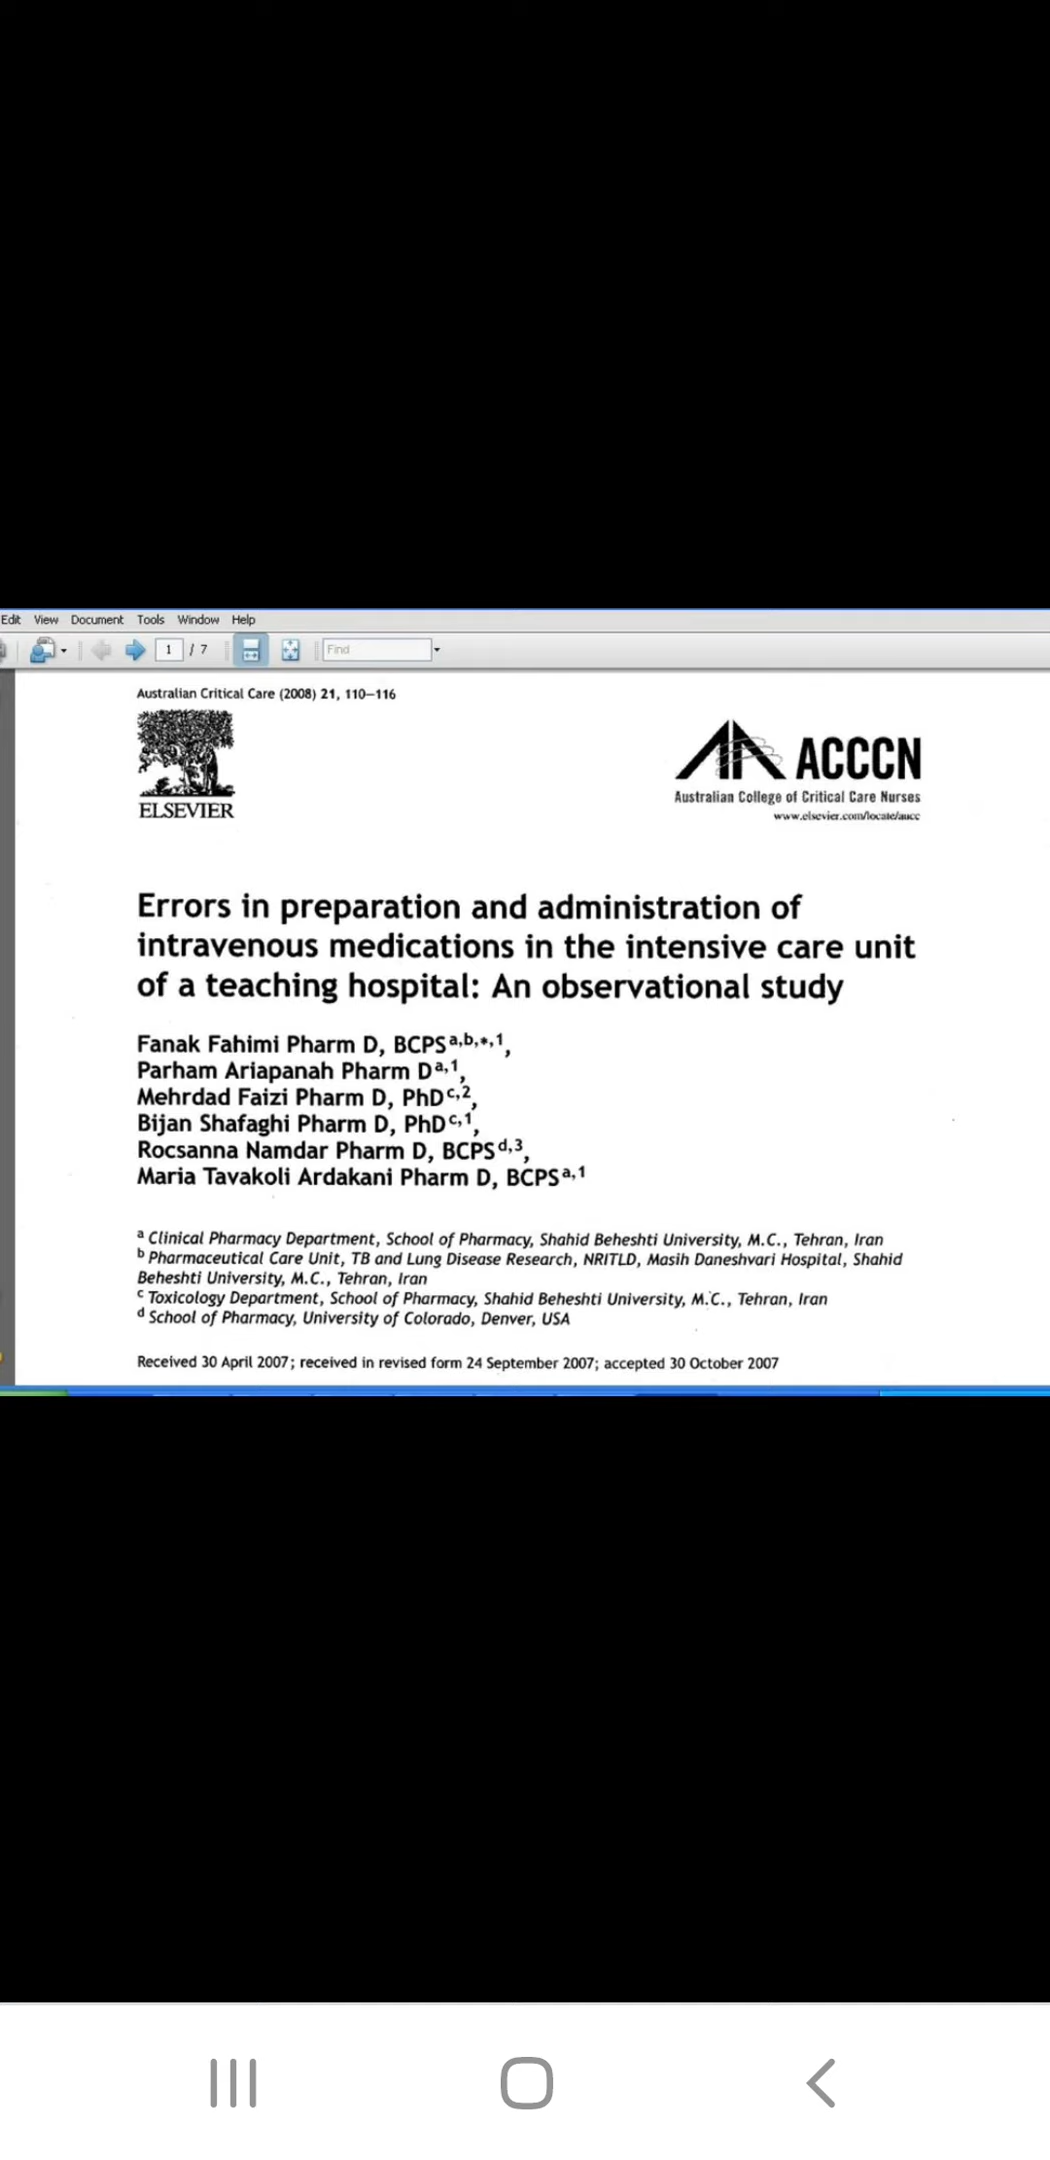 Edit View Document Tools Window Help
1 / 7 Find
Australian Critical Care (2008) 21, 110—116
ELSEVIER
ACCCN
Australian College of Critical Care Nurses
www.elsevier.com/locate/aucc
Errors in preparation and administration of
intravenous medications in the intensive care unit
of a teaching hospital: An observational study
Fanak Fahimi Pharm D, BCPS a,b,*,1,
Parham Ariapanah Pharm D a,1,
Mehrdad Faizi Pharm D, PhD c,2,
Bijan Shafaghi Pharm D, PhD c,1,
Rocsanna Namdar Pharm D, BCPS d,3,
Maria Tavakoli Ardakani Pharm D, BCPS a,1
a Clinical Pharmacy Department, School of Pharmacy, Shahid Beheshti University, M.C., Tehran, Iran
b Pharmaceutical Care Unit, TB and Lung Disease Research, NRITLD, Masih Daneshvari Hospital, Shahid
Beheshti University, M.C., Tehran, Iran
c Toxicology Department, School of Pharmacy, Shahid Beheshti University, M.C., Tehran, Iran
d School of Pharmacy, University of Colorado, Denver, USA
Received 30 April 2007; received in revised form 24 September 2007; accepted 30 October 2007